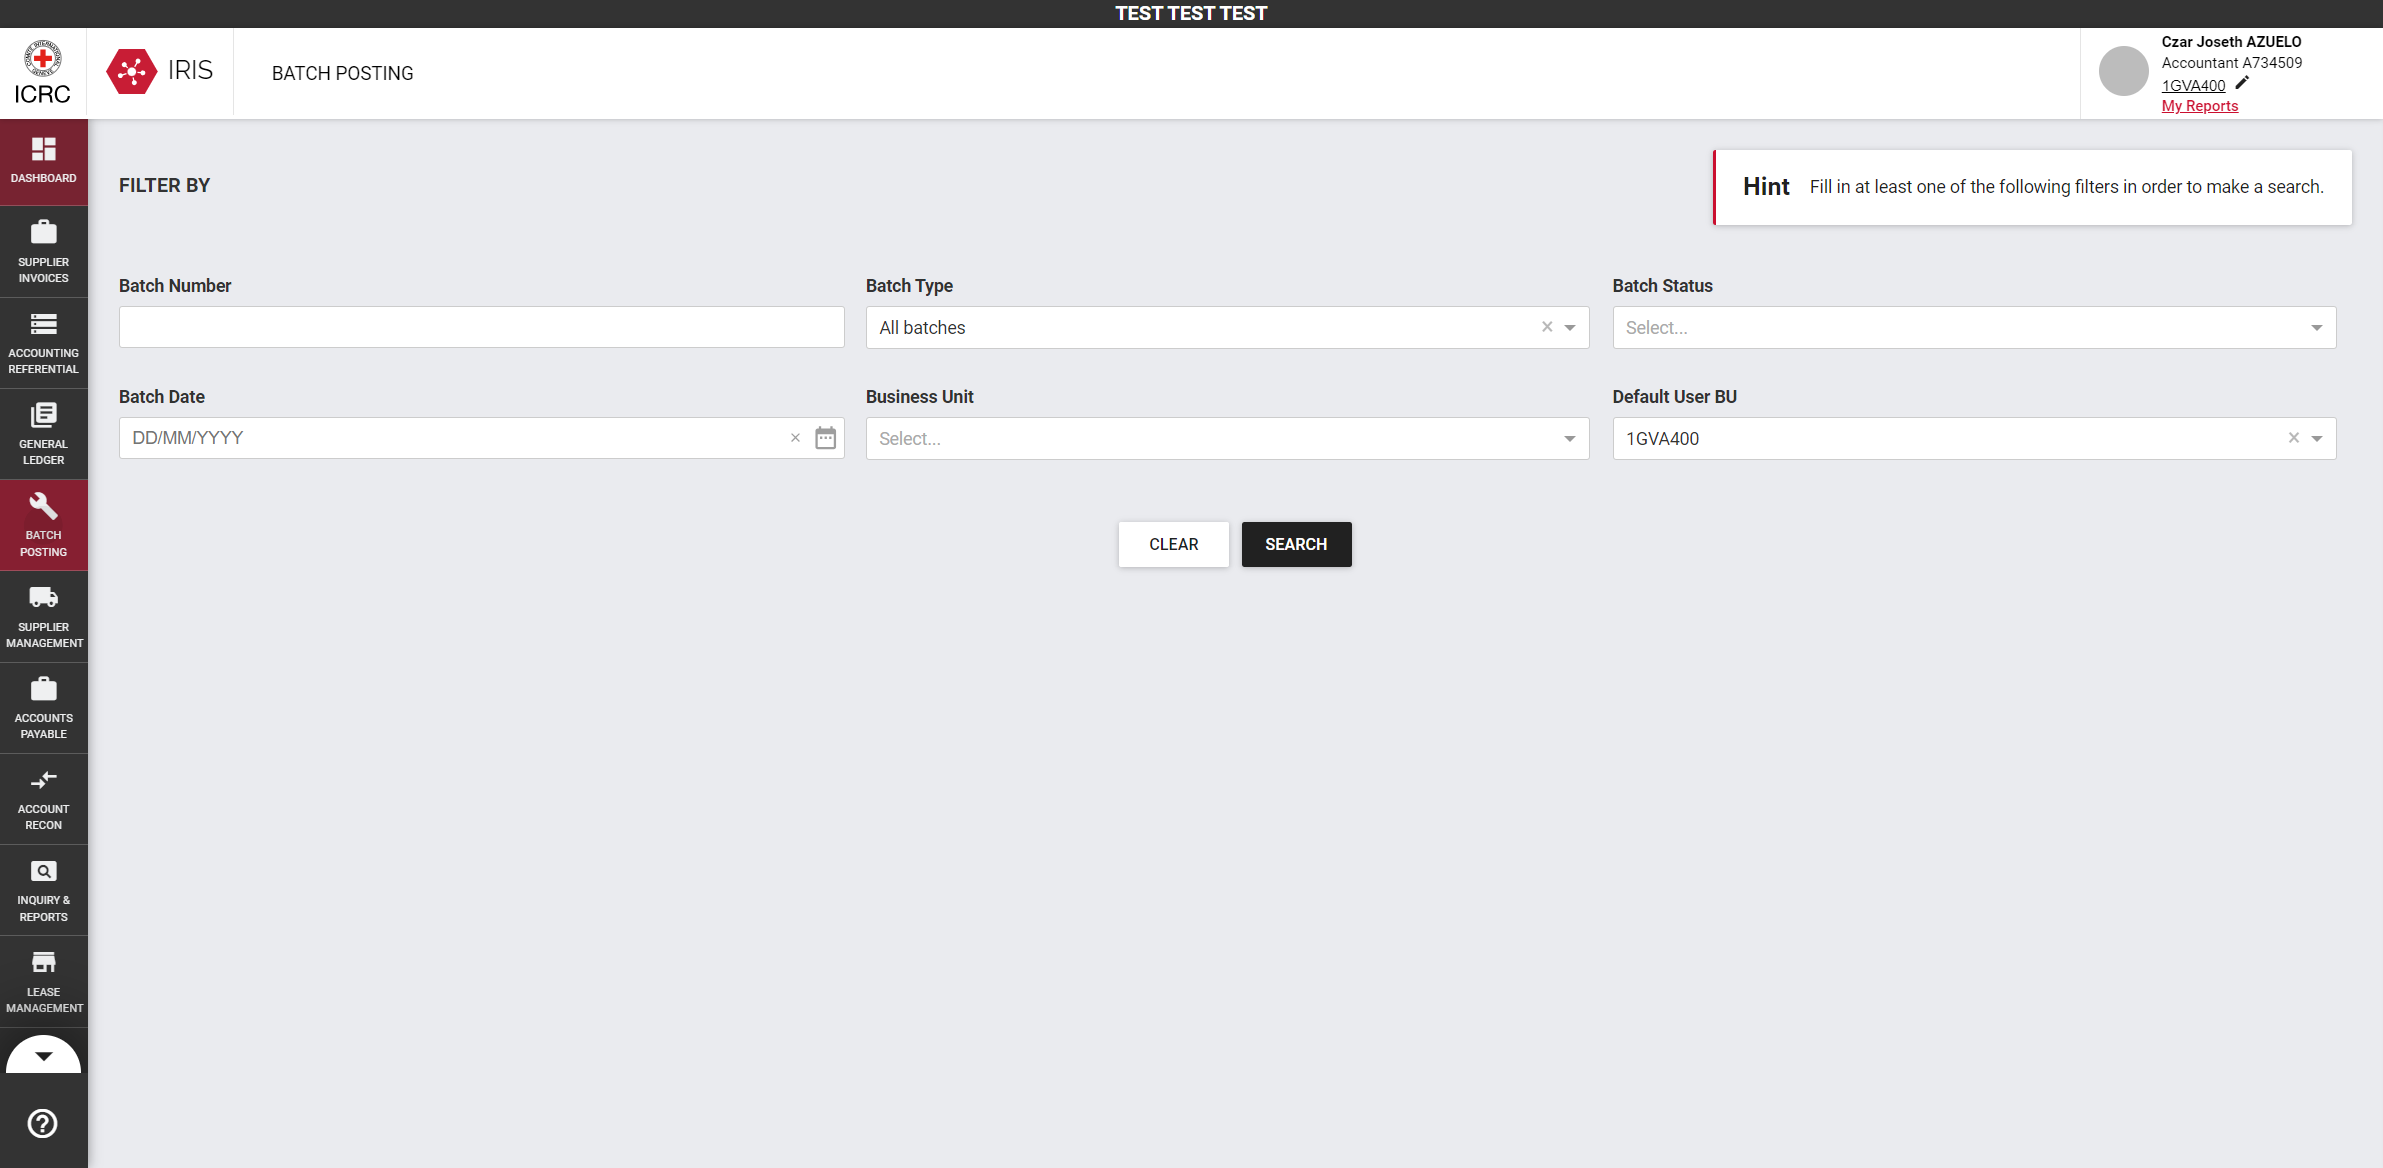 TEST TEST TEST
ICRC
IRIS
BATCH POSTING
Czar Joseth AZUELO
Accountant A734509
1GVA400
My Reports
DASHBOARD
SUPPLIER
INVOICES
ACCOUNTING
REFERENTIAL
GENERAL
LEDGER
BATCH
POSTING
SUPPLIER
MANAGEMENT
ACCOUNTS
PAYABLE
ACCOUNT
RECON
INQUIRY &
REPORTS
LEASE
MANAGEMENT
FILTER BY
Hint Fill in at least one of the following filters in order to make a search.
Batch Number
Batch Type
All batches
Batch Status
Select...
Batch Date
DD/MM/YYYY
Business Unit
Select...
Default User BU
1GVA400
CLEAR
SEARCH